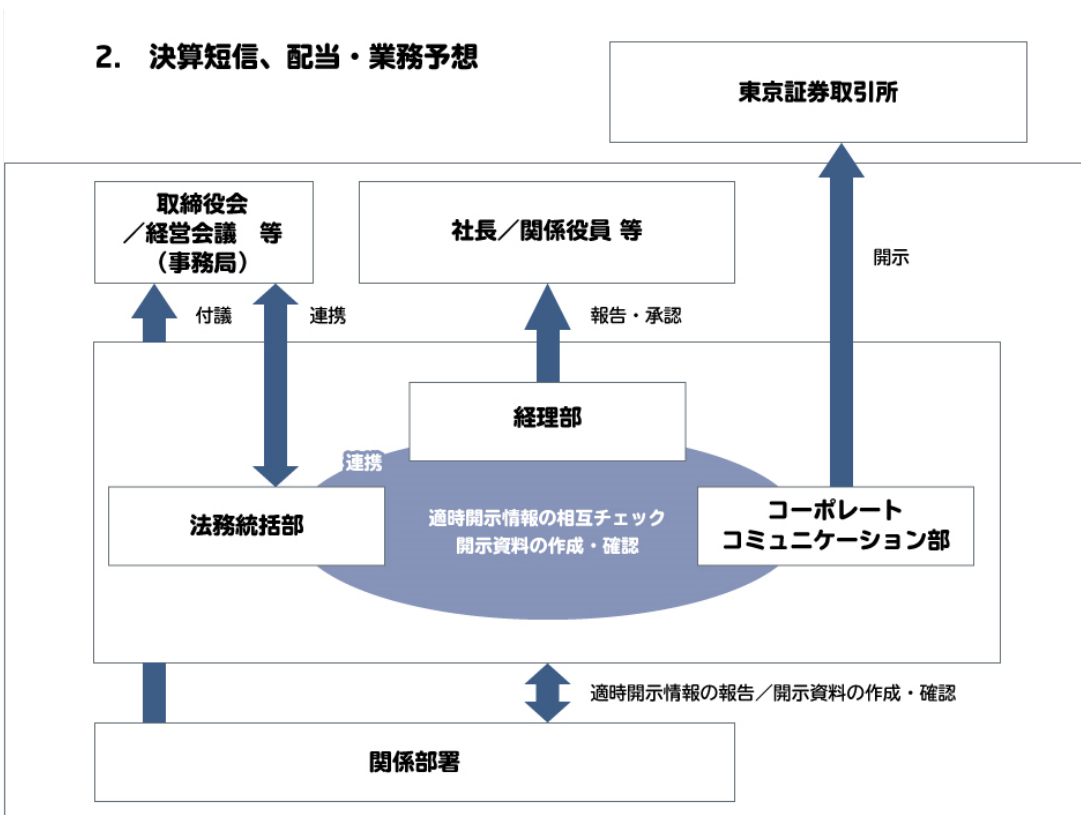 2. 決算短信、配当・業務予想
東京証券取引所
取締役会
／経営会議 等
（事務局）
社長／関係役員 等
開示
付議
連携
報告・承認
経理部
連携
法務統括部
適時開示情報の相互チェック
開示資料の作成・確認
コーポレート
コミュニケーション部
適時開示情報の報告／開示資料の作成・確認
関係部署